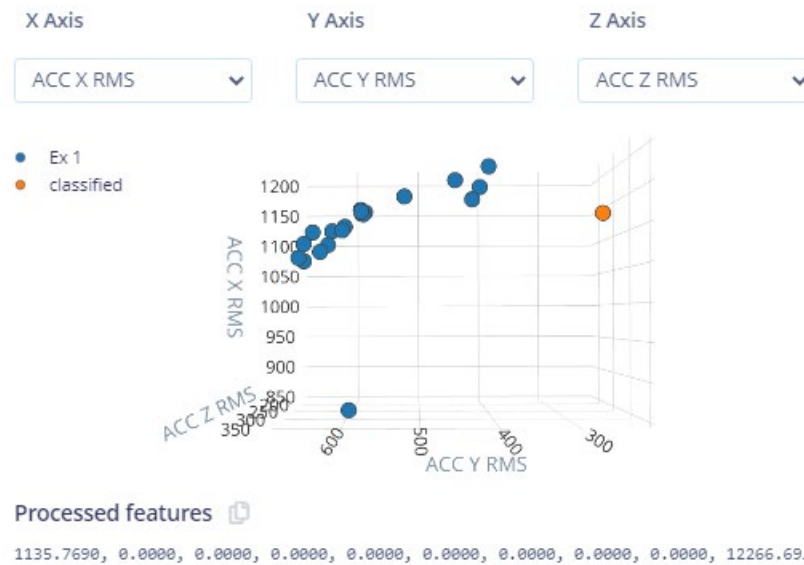 X Axis Y Axis Z Axis
ACC X RMS ACC Y RMS ACC Z RMS
Ex 1
classified
1200
1150
1100
1050
1000
950
900
850
ACC X RMS
ACC Z RMS
200
250
300
350
600
500
400
300
ACC Y RMS
Processed features
1135.7690, 0.0000, 0.0000, 0.0000, 0.0000, 0.0000, 0.0000, 0.0000, 0.0000, 12266.69